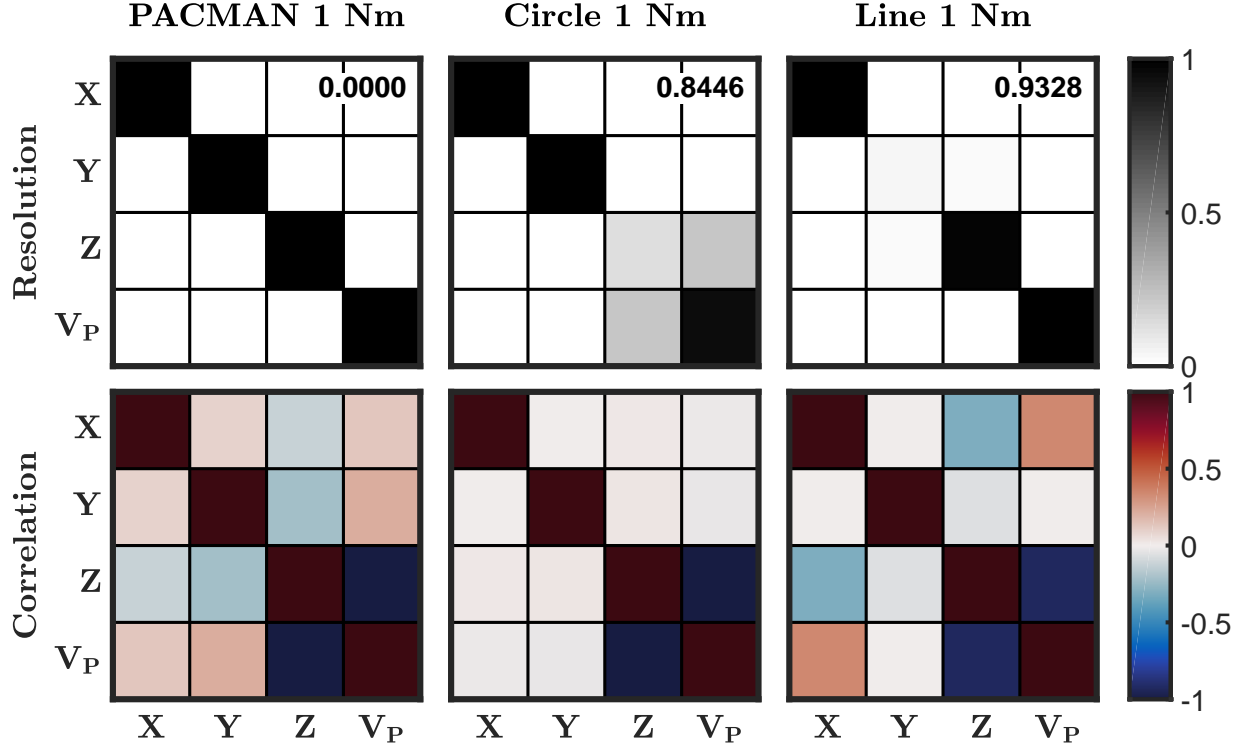 PACMAN 1 Nm Circle 1 Nm Line 1 Nm
Resolution
X 0.0000 0.8446 0.9328 1
Y
0.5
Z
V_P
0
Correlation
1
X
0.5
Y
0
Z
-0.5
V_P
-1
X Y Z V_P X Y Z V_P X Y Z V_P